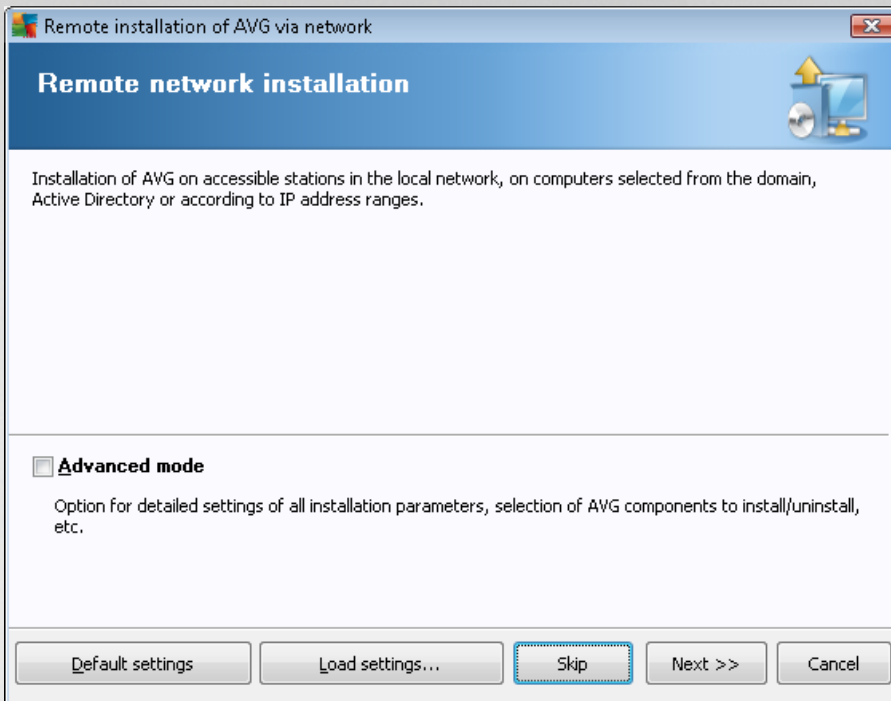 Remote installation of AVG via network
Remote network installation
Installation of AVG on accessible stations in the local network, on computers selected from the domain,
Active Directory or according to IP address ranges.
Advanced mode
Option for detailed settings of all installation parameters, selection of AVG components to install/uninstall,
etc.
Default settings
Load settings...
Skip
Next >>
Cancel